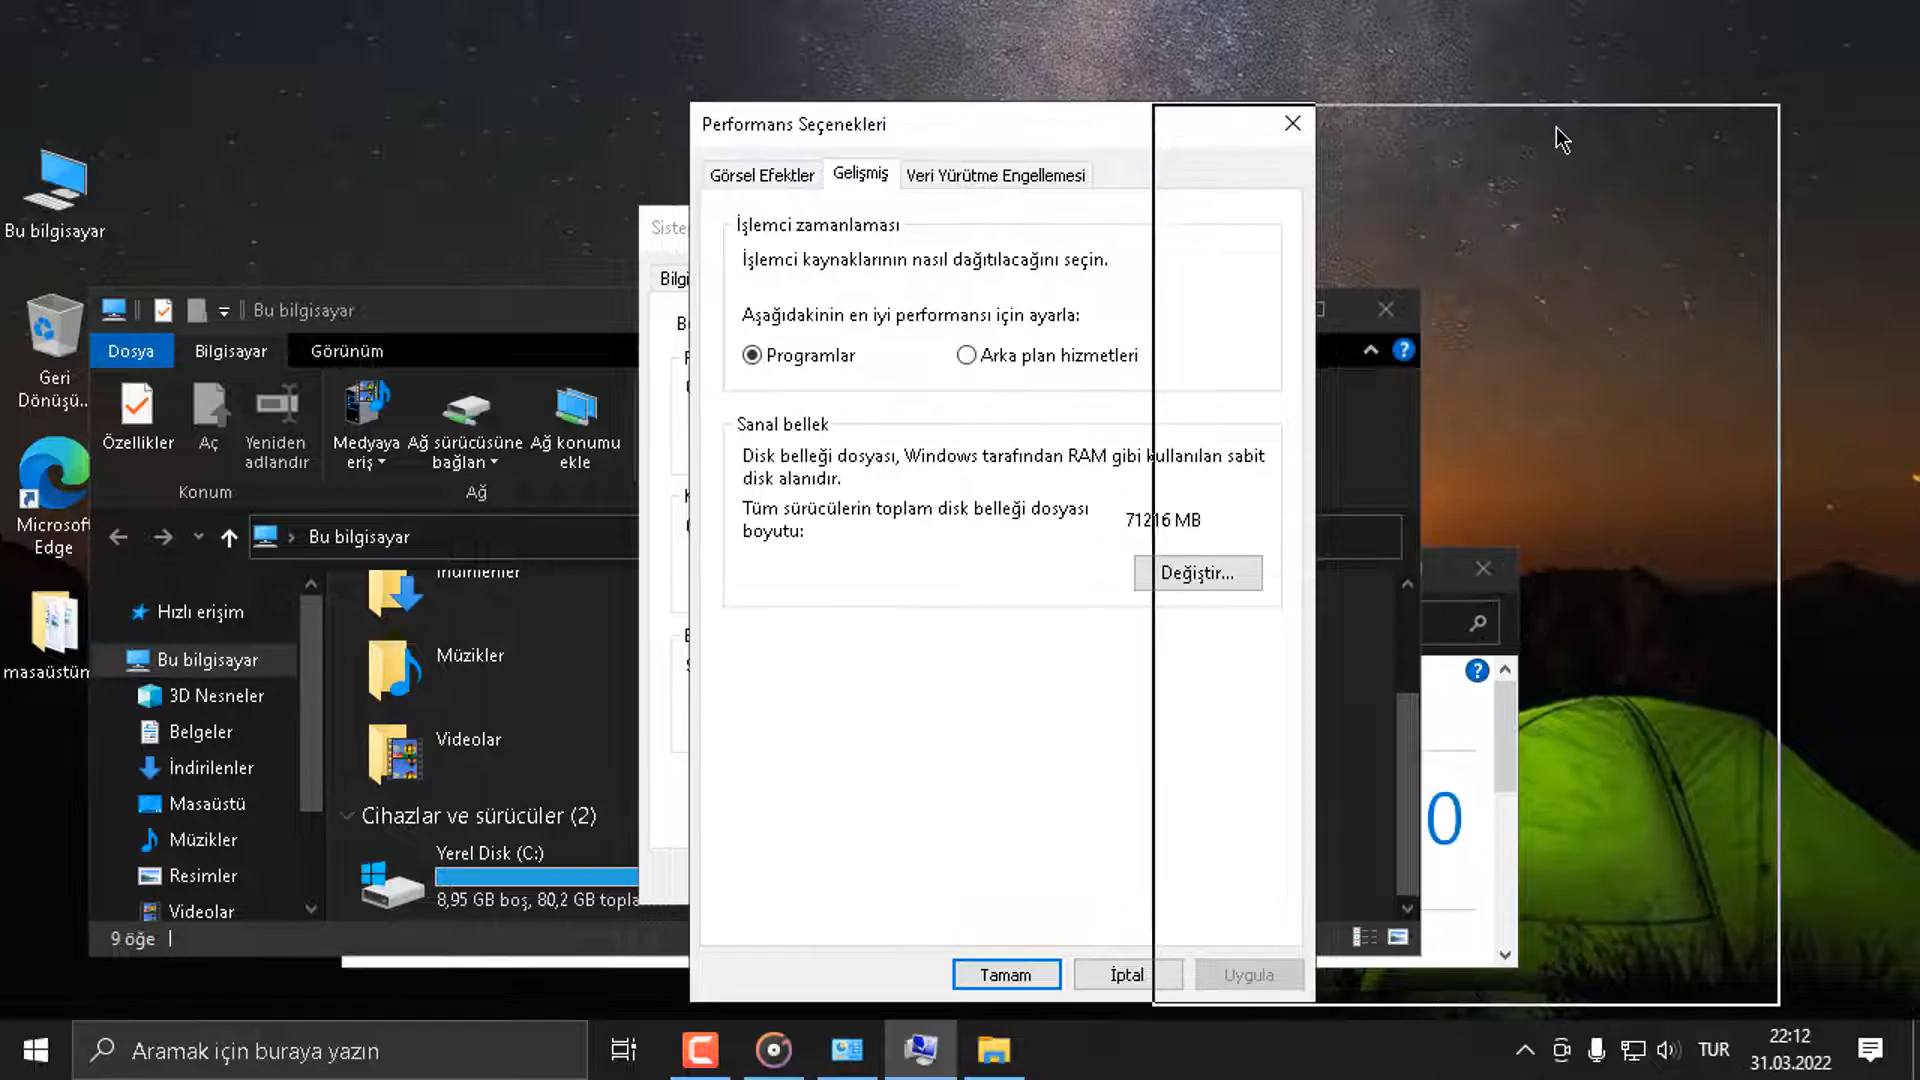 Performans Seçenekleri
Görsel Efektler
Gelişmiş
Veri Yürütme Engellemesi
İşlemci zamanlaması
İşlemci kaynaklarının nasıl dağıtılacağını seçin.
Aşağıdakinin en iyi performansı için ayarla:
Programlar
Arka plan hizmetleri
Sanal bellek
Disk belleği dosyası, Windows tarafından RAM gibi kullanılan sabit
disk alanıdır.
Tüm sürücülerin toplam disk belleği dosyası
boyutu:
71216 MB
Değiştir...
Tamam
İptal
Uygula
Siste
Bilgi
Bu bilgisayar
Geri
Dönüşü...
Microsoft
Edge
masaüstüm
Bu bilgisayar
Dosya
Bilgisayar
Görünüm
Özellikler
Aç
Yeniden
adlandır
Medyaya
eriş
Ağ sürücüsüne
bağlan
Ağ konumu
ekle
Konum
Ağ
Bu bilgisayar
Hızlı erişim
Bu bilgisayar
3D Nesneler
Belgeler
İndirilenler
Masaüstü
Müzikler
Resimler
Videolar
İndirilenler
Müzikler
Videolar
Cihazlar ve sürücüler (2)
Yerel Disk (C:)
8,95 GB boş, 80,2 GB topla
9 öğe
0
Aramak için buraya yazın
TUR
22:12
31.03.2022